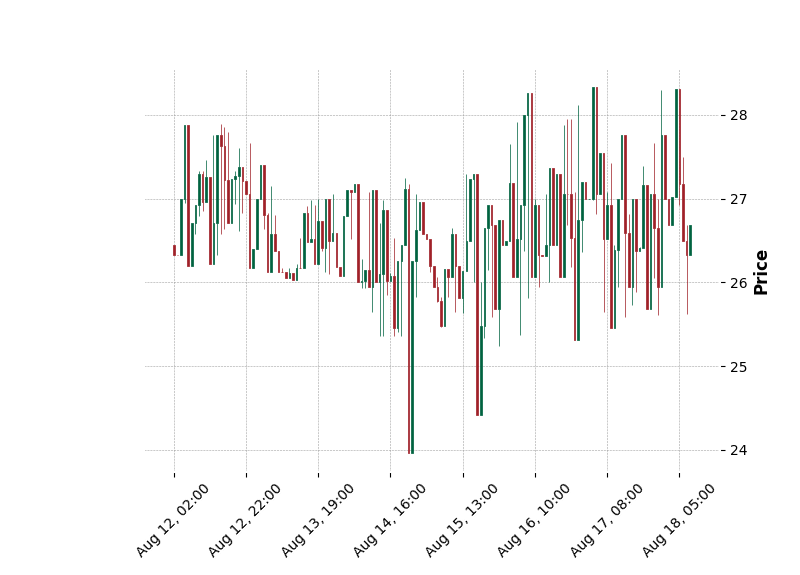 28
27
26
25
24
Price
Aug 12, 02:00
Aug 12, 22:00
Aug 13, 19:00
Aug 14, 16:00
Aug 15, 13:00
Aug 16, 10:00
Aug 17, 08:00
Aug 18, 05:00